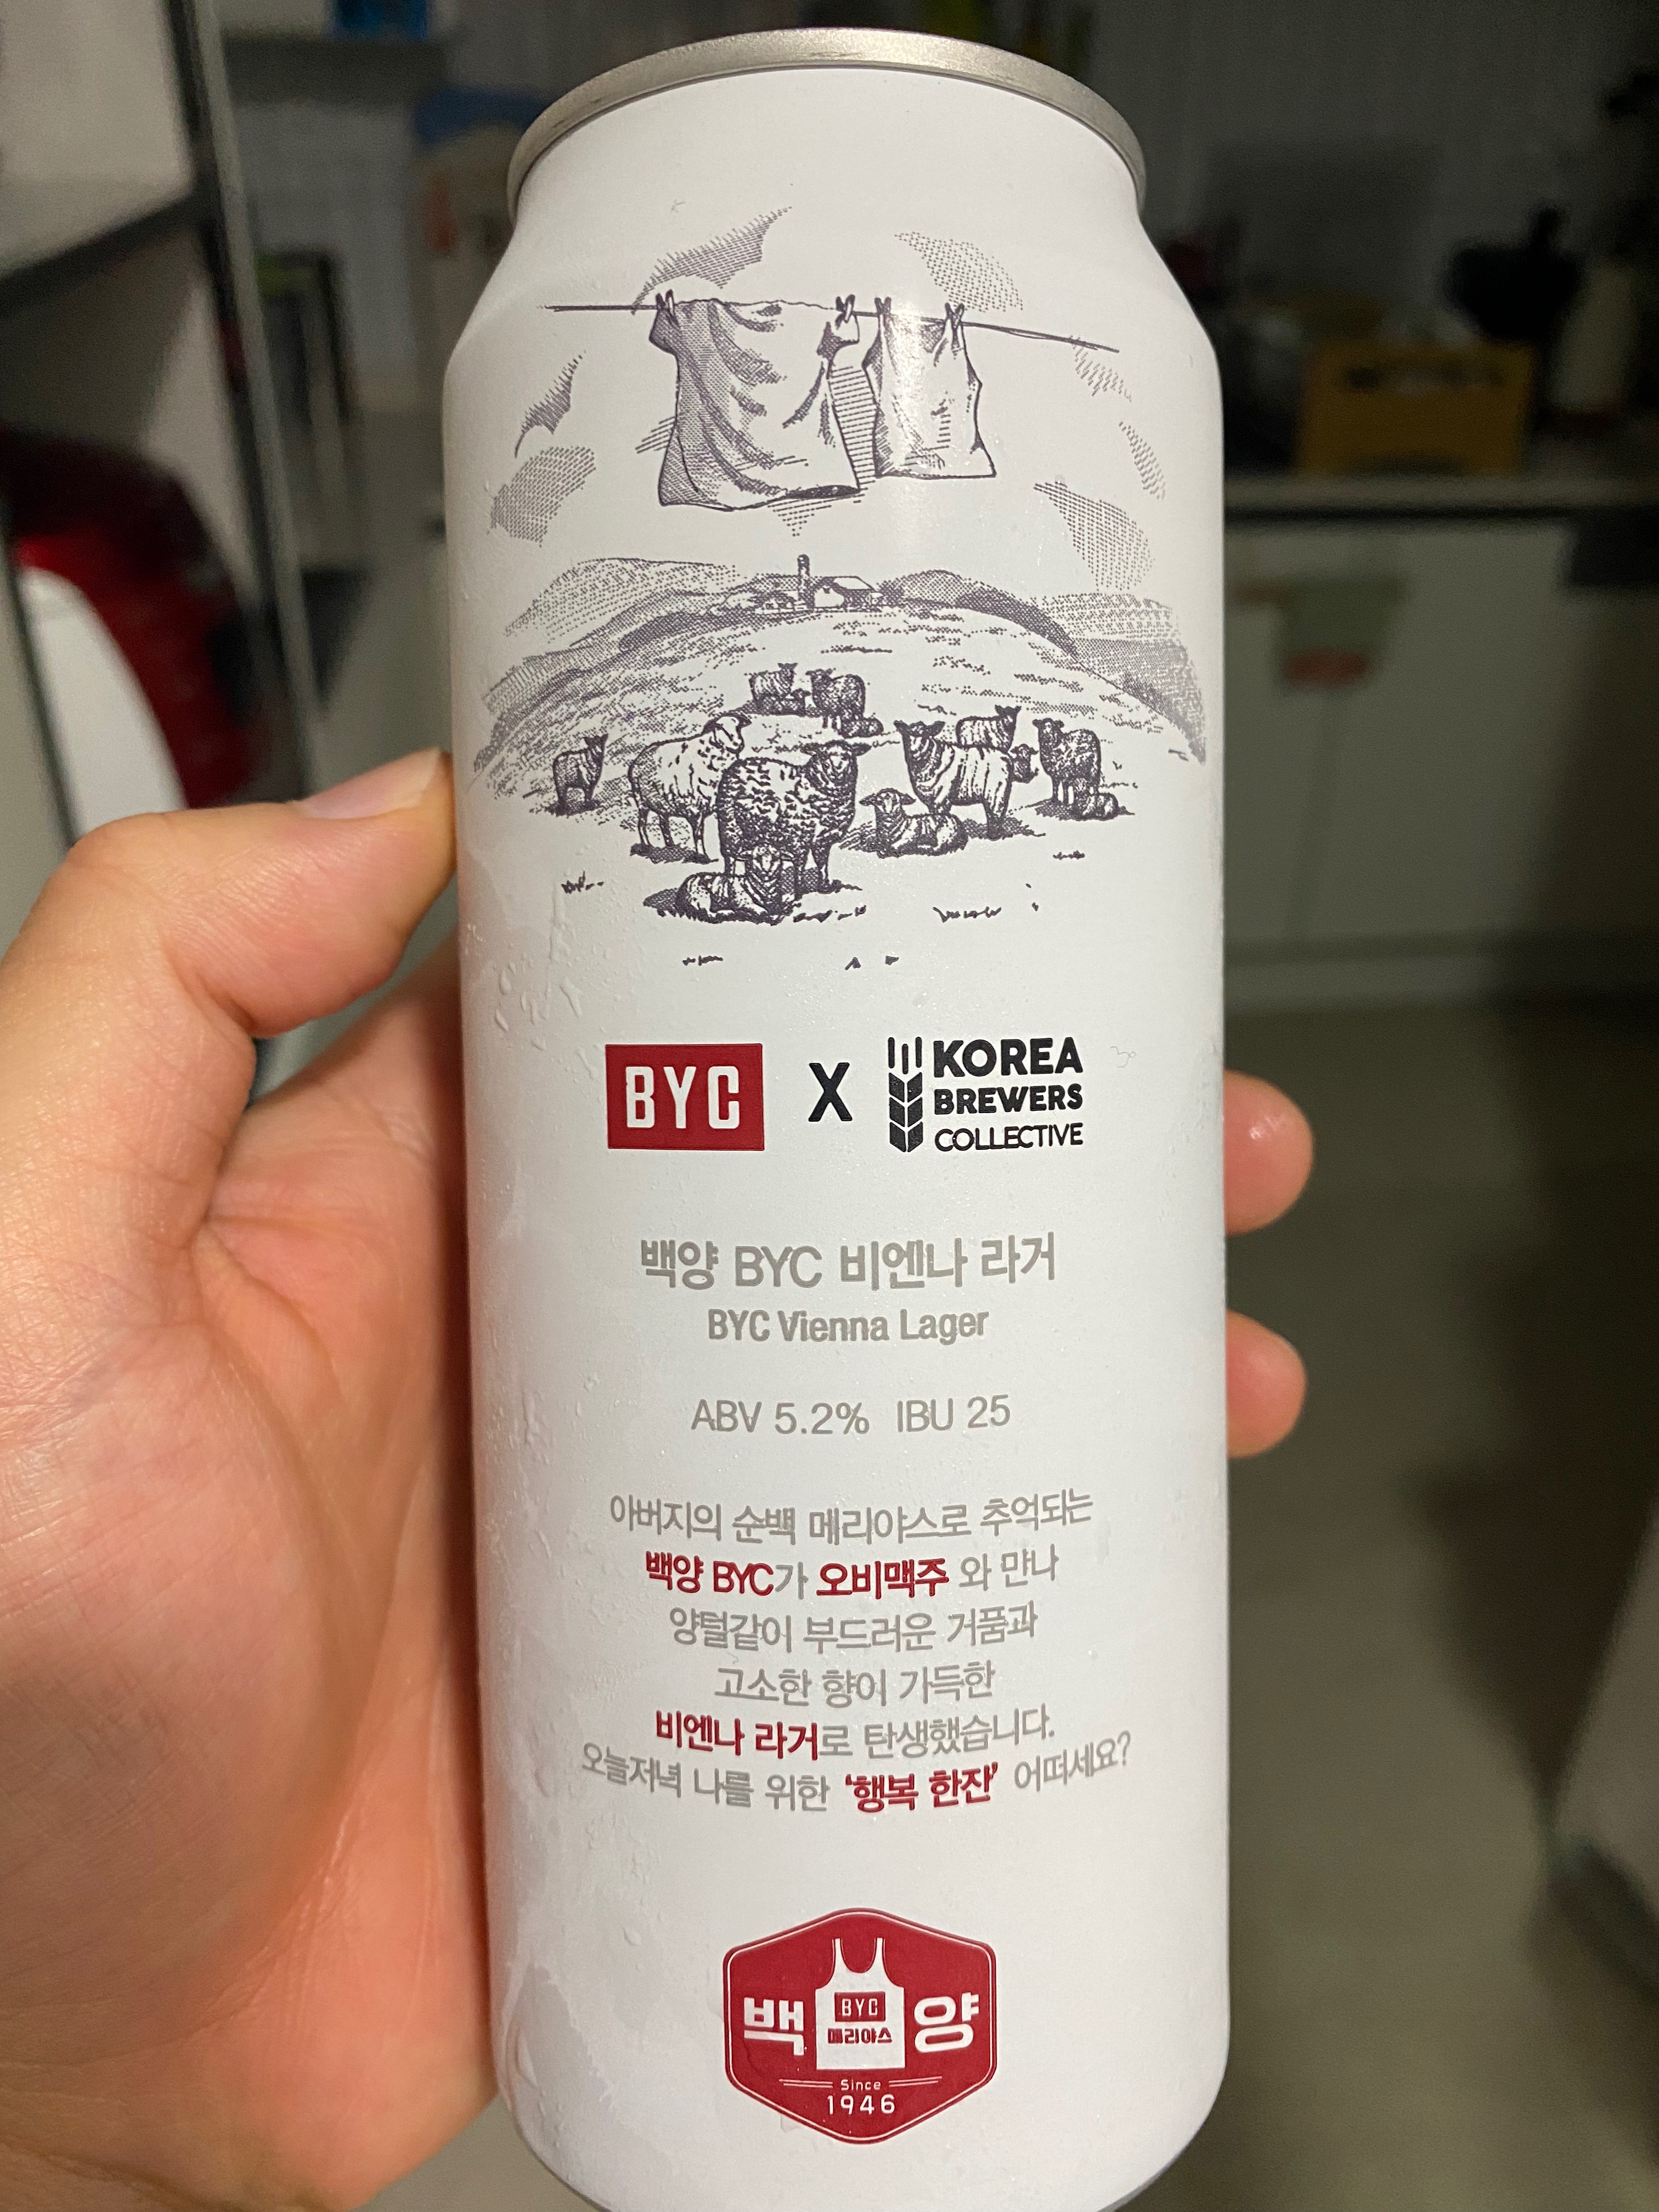 BYC X KOREA
BREWERS
COLLECTIVE
백양 BYC 비엔나 라거
BYC Vienna Lager
ABV 5.2% IBU 25
아버지의 순백 메리야스로 추억되는
백양 BYC가 오비맥주 와 만나
양털같이 부드러운 거품과
고소한 향이 가득한
비엔나 라거로 탄생했습니다.
오늘저녁 나를 위한 ‘행복 한잔’ 어떠세요?
백 BYC 양
메리야스
Since
1946